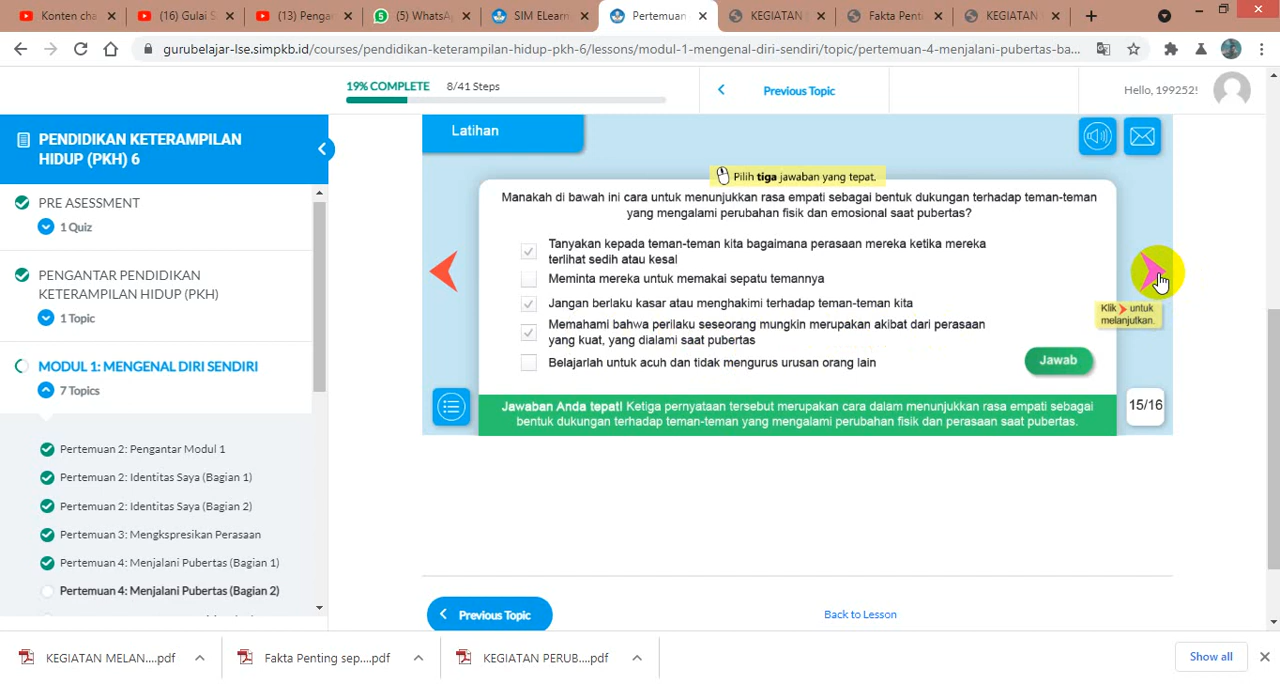 Konten cha
(16) Gulai S
(13) Penga
(5) WhatsA
SIM ELearn
Pertemuan
KEGIATAN
Fakta Pent
KEGIATAN
gurubelajar-lse.simpkb.id/courses/pendidikan-keterampilan-hidup-pkh-6/lessons/modul-1-mengenal-diri-sendiri/topic/pertemuan-4-menjalani-pubertas-ba...
19% COMPLETE 8/41 Steps
Previous Topic
Hello, 1992525
PENDIDIKAN KETERAMPILAN
HIDUP (PKH) 6
PRE ASESSMENT
1 Quiz
PENGANTAR PENDIDIKAN
KETERAMPILAN HIDUP (PKH)
1 Topic
MODUL 1: MENGENAL DIRI SENDIRI
7 Topics
Pertemuan 2: Pengantar Modul 1
Pertemuan 2: Identitas Saya (Bagian 1)
Pertemuan 2: Identitas Saya (Bagian 2)
Pertemuan 3: Mengkspresikan Perasaan
Pertemuan 4: Menjalani Pubertas (Bagian 1)
Pertemuan 4: Menjalani Pubertas (Bagian 2)
Latihan
Pilih tiga jawaban yang tepat.
Manakah di bawah ini cara untuk menunjukkan rasa empati sebagai bentuk dukungan terhadap teman-teman
yang mengalami perubahan fisik dan emosional saat pubertas?
Tanyakan kepada teman-teman kita bagaimana perasaan mereka ketika mereka
terlihat sedih atau kesal
Meminta mereka untuk memakai sepatu temannya
Jangan berlaku kasar atau menghakimi terhadap teman-teman kita
Memahami bahwa perilaku seseorang mungkin merupakan akibat dari perasaan
yang kuat, yang dialami saat pubertas
Belajarlah untuk acuh dan tidak mengurus urusan orang lain
Klik untuk
melanjutkan.
Jawab
15/16
Jawaban Anda tepat! Ketiga pernyataan tersebut merupakan cara dalam menunjukkan rasa empati sebagai
bentuk dukungan terhadap teman-teman yang mengalami perubahan fisik dan perasaan saat pubertas.
Previous Topic
Back to Lesson
KEGIATAN MELAN....pdf
Fakta Penting sep....pdf
KEGIATAN PERUB....pdf
Show all